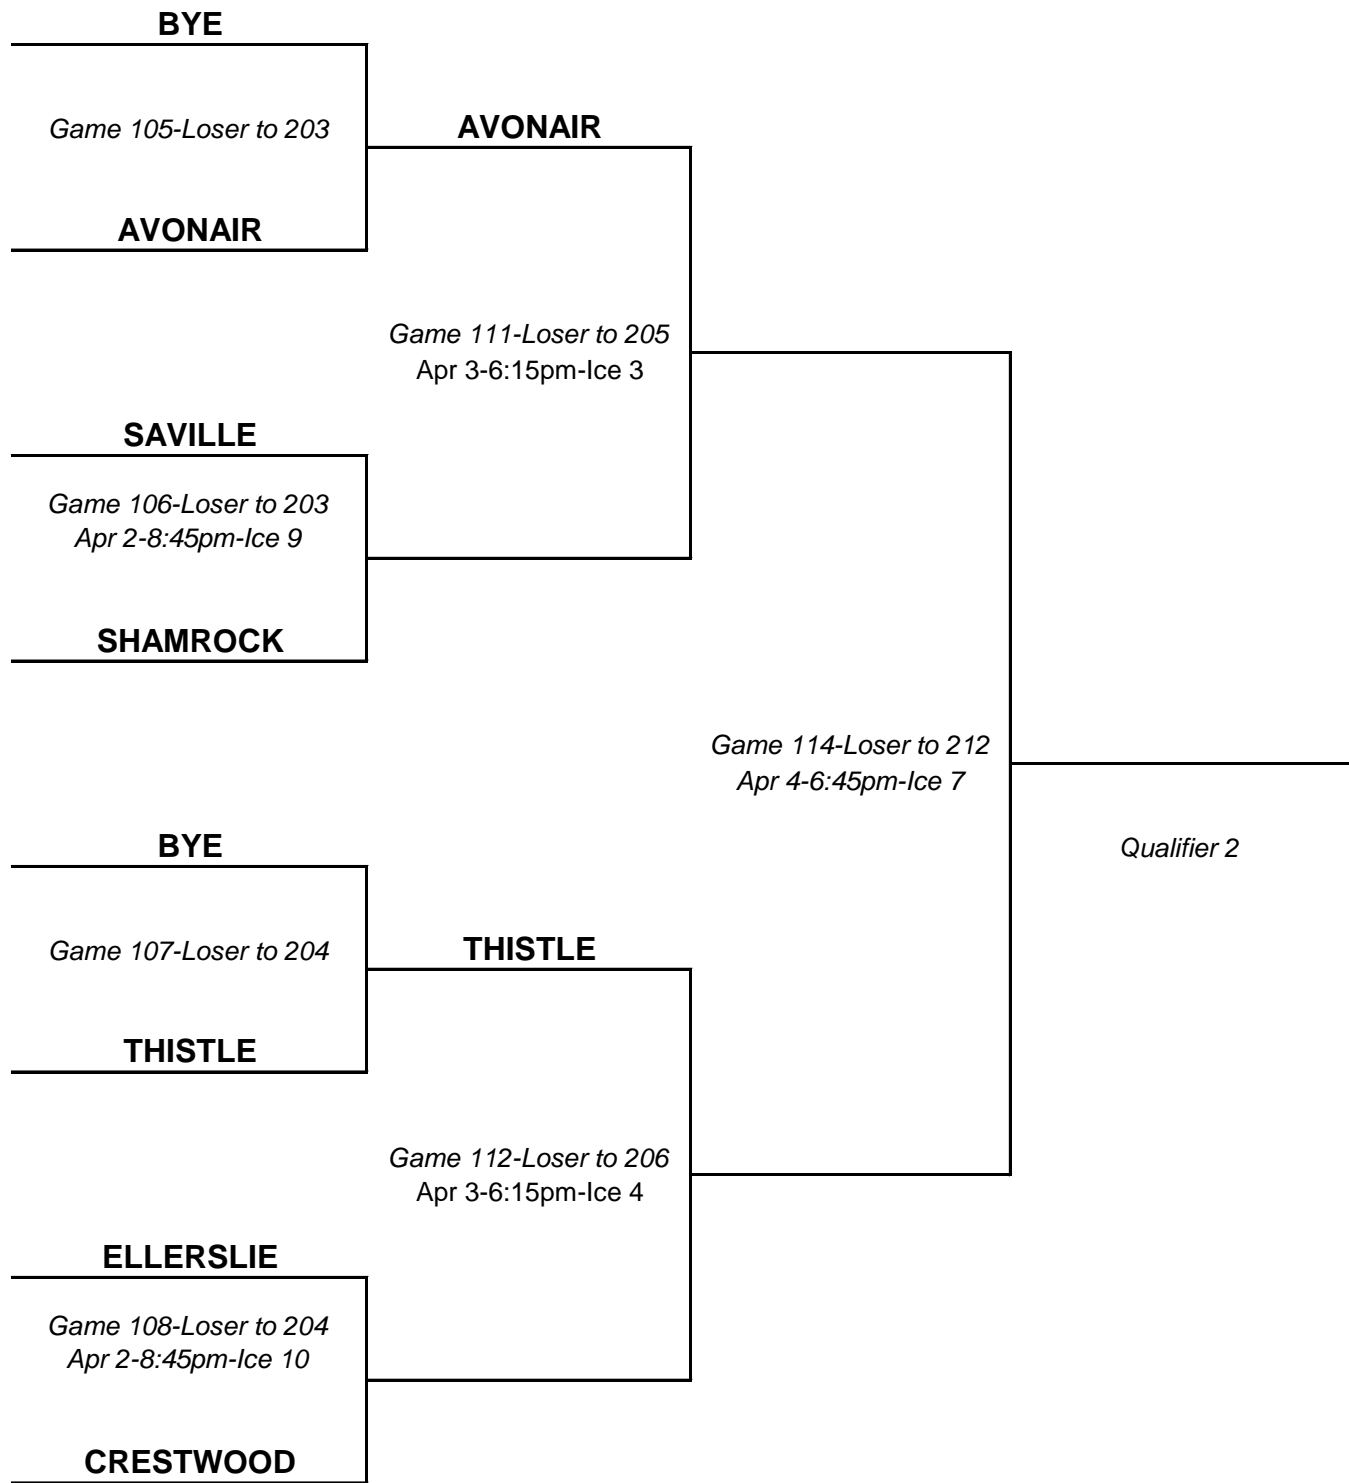 BYE
Game 105-Loser to 203
AVONAIR
AVONAIR
Game 111-Loser to 205
Apr 3-6:15pm-Ice 3
SAVILLE
Game 106-Loser to 203
Apr 2-8:45pm-Ice 9
SHAMROCK
Game 114-Loser to 212
Apr 4-6:45pm-Ice 7
Qualifier 2
BYE
Game 107-Loser to 204
THISTLE
THISTLE
Game 112-Loser to 206
Apr 3-6:15pm-Ice 4
ELLERSLIE
Game 108-Loser to 204
Apr 2-8:45pm-Ice 10
CRESTWOOD